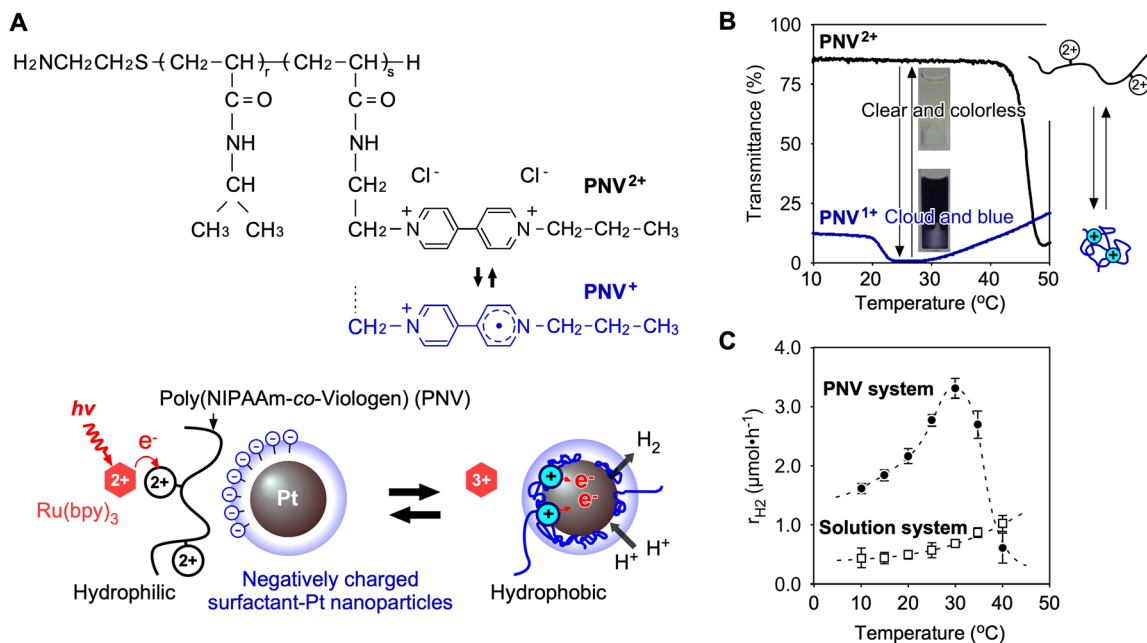 A
H2NCH2CH2S-(CH2-CH)r-(CH2-CH)s-H
C=O C=O
NH NH
CH CH2 Cl- Cl- PNV2+
CH3 CH3 CH2-N+ N+-CH2-CH2-CH3
PNV+
CH2-N+ N-CH2-CH2-CH3
Poly(NIPAAm-co-Viologen) (PNV)
hν
e-
2+ 2+
Ru(bpy)3
2+
Pt
3+
H2
+ e-
+ e-
H+ H+
Hydrophilic
Negatively charged
surfactant-Pt nanoparticles
Hydrophobic
B
Transmittance (%)
100
75
50
25
0
PNV2+
Clear and colorless
PNV1+ Cloud and blue
10 20 30 40 50
Temperature (oC)
2+ 2+
+ +
C
rH2 (μmol·h-1)
4.0
3.0
2.0
1.0
0.0
PNV system
Solution system
0 10 20 30 40 50
Temperature (oC)